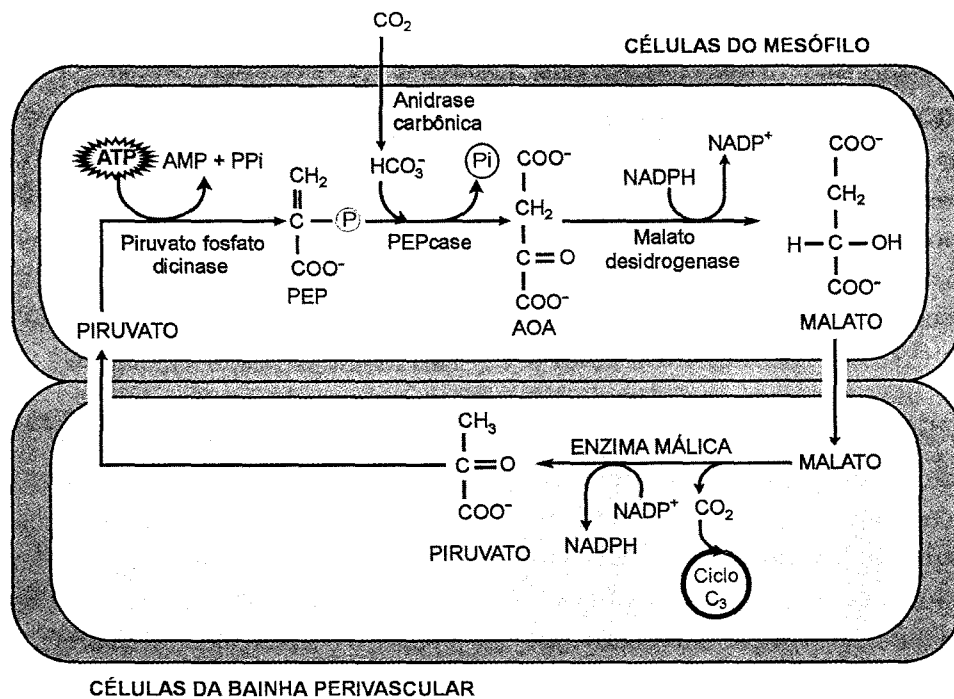 CO₂
CÉLULAS DO MESÓFILO
Anidrase
carbônica
ATP
AMP + PPi
HCO₃⁻
Pi
NADPH
NADP⁺
CH₂
C
P
COO⁻
PEP
Piruvato fosfato
dicinase
PEPcase
COO⁻
CH₂
C=O
COO⁻
AOA
Malato
desidrogenase
COO⁻
CH₂
H-C-OH
COO⁻
MALATO
PIRUVATO
CH₃
C=O
COO⁻
PIRUVATO
ENZIMA MÁLICA
MALATO
NADP⁺
NADPH
CO₂
Ciclo
C₃
CÉLULAS DA BAINHA PERIVASCULAR